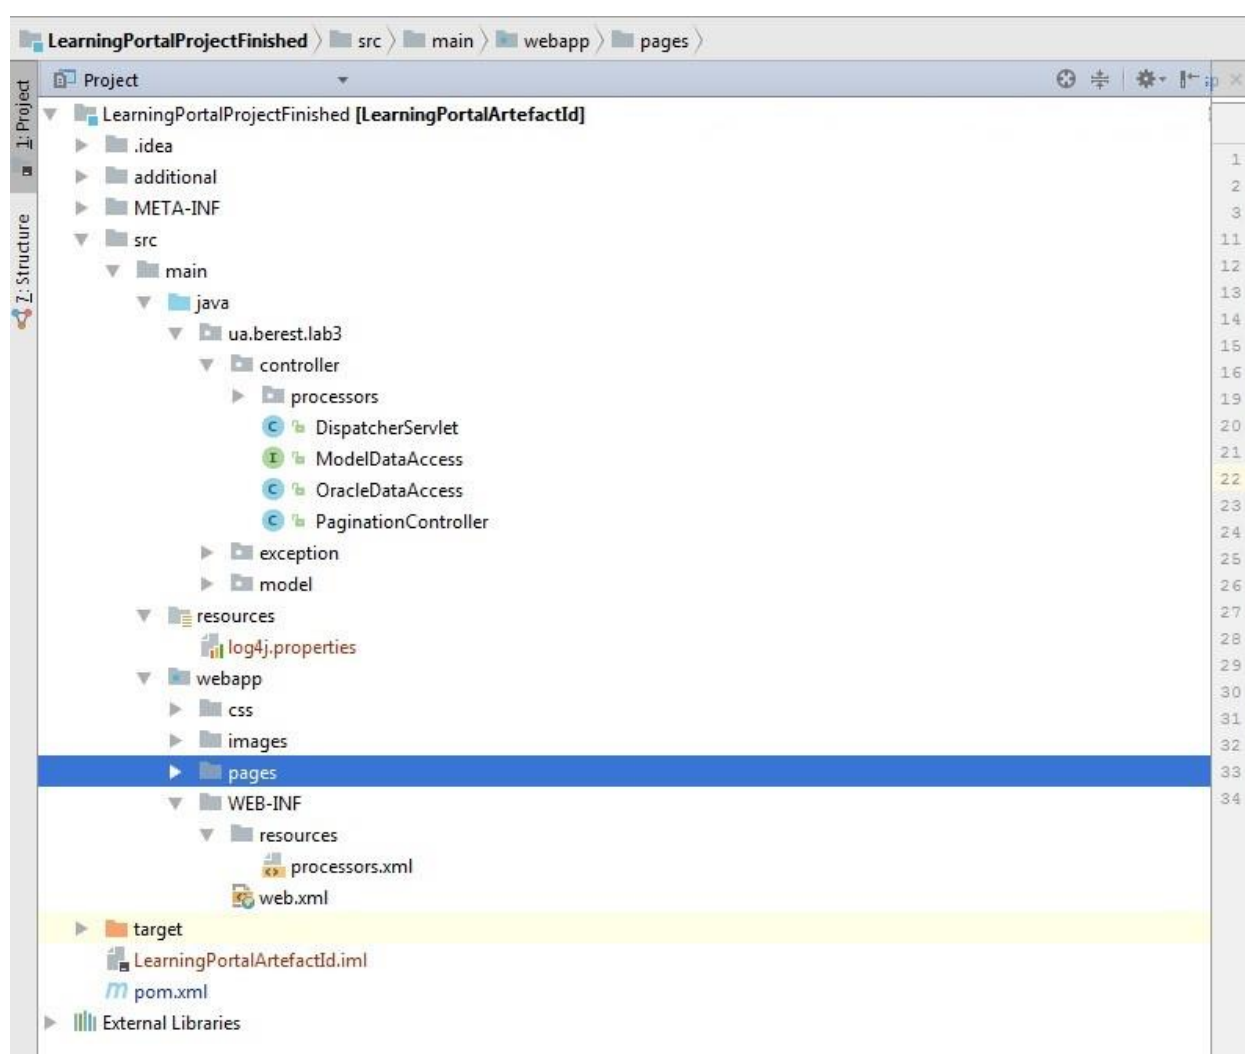 LearningPortalProjectFinished src main webapp pages
Project
1: Project
7: Structure
LearningPortalProjectFinished [LearningPortalArtefactId]
.idea
additional
META-INF
src
main
java
ua.berest.lab3
controller
processors
DispatcherServlet
ModelDataAccess
OracleDataAccess
PaginationController
exception
model
resources
log4j.properties
webapp
css
images
pages
WEB-INF
resources
processors.xml
web.xml
target
LearningPortalArtefactId.iml
pom.xml
External Libraries
1
2
3
11
12
13
14
15
16
19
20
21
22
23
24
25
26
27
28
29
30
31
32
33
34